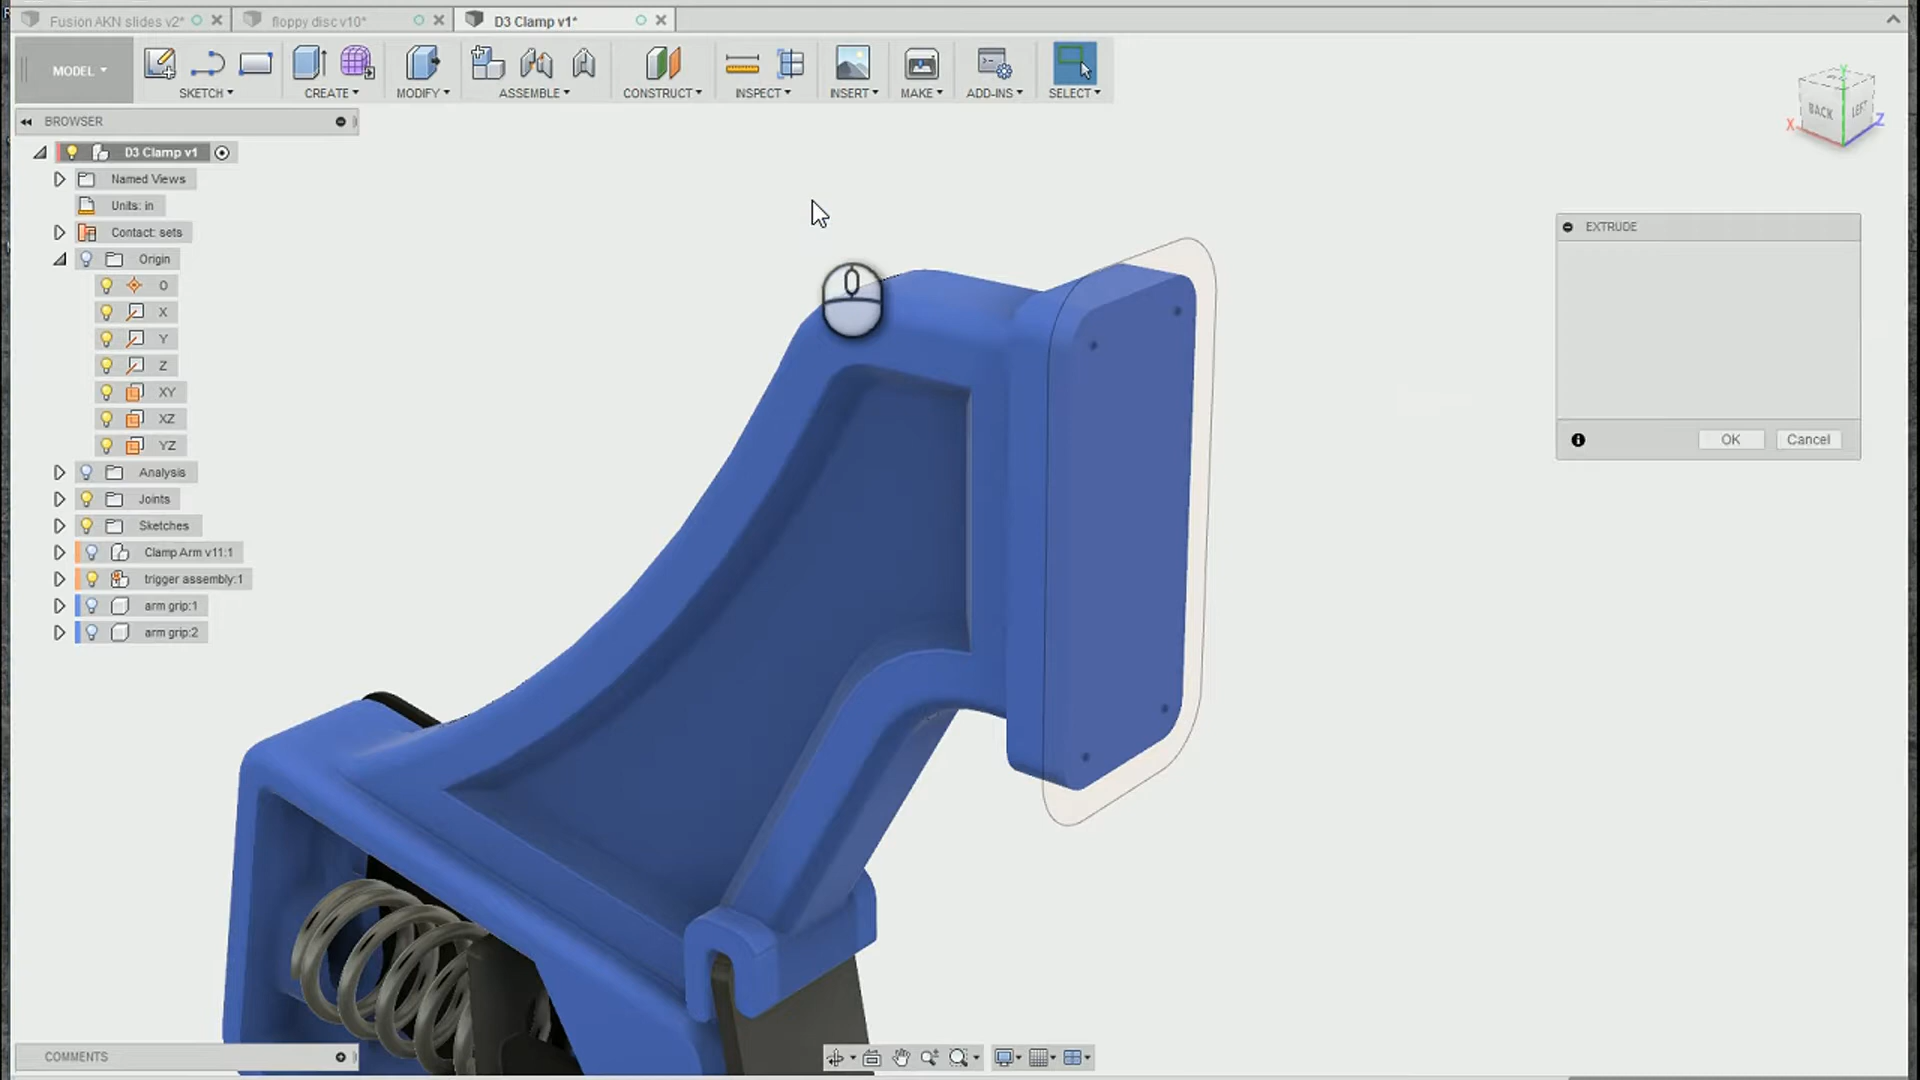 Fusion AKN slides v2*
floppy disc v10*
D3 Clamp v1*
MODEL
SKETCH
CREATE
MODIFY
ASSEMBLE
CONSTRUCT
INSPECT
INSERT
MAKE
ADD-INS
SELECT
BROWSER
D3 Clamp v1
Named Views
Units: in
Contact: sets
Origin
O
X
Y
Z
XY
XZ
YZ
Analysis
Joints
Sketches
Clamp Arm v11:1
trigger assembly:1
arm grip:1
arm grip:2
Y
BACK
LEFT
X
Z
EXTRUDE
OK
Cancel
COMMENTS